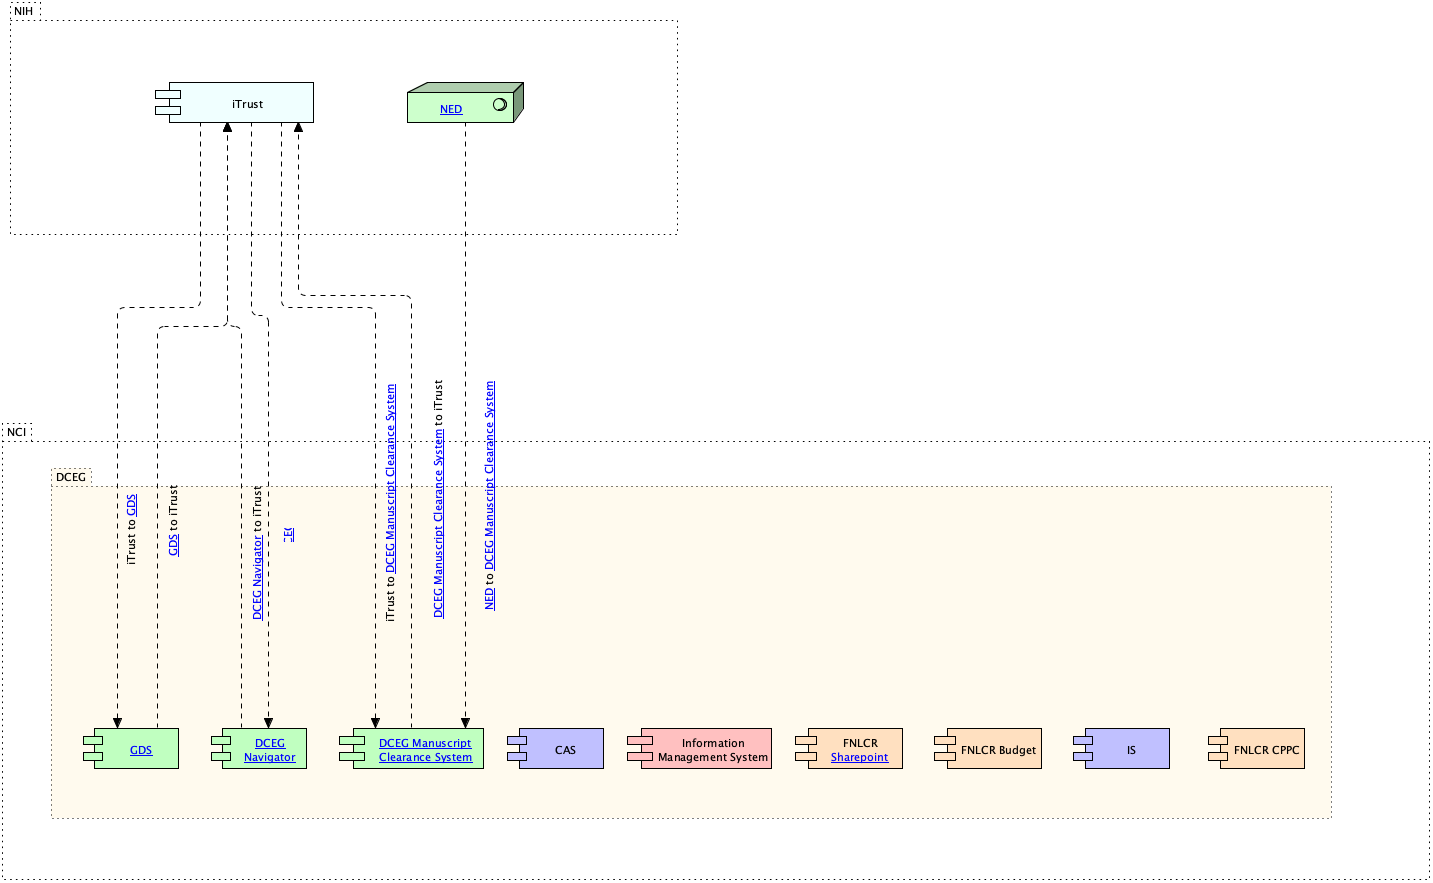 NIH
iTrust
NED
NCI
DCEG
iTrust to GDS
GDS to iTrust
DCEG Navigator to iTrust
iTrust to DCEG Manuscript Clearance System
DCEG Manuscript Clearance System to iTrust
NED to DCEG Manuscript Clearance System
GDS
DCEG
Navigator
DCEG Manuscript
Clearance System
CAS
Information
Management System
FNLCR
Sharepoint
FNLCR Budget
IS
FNLCR CPPC